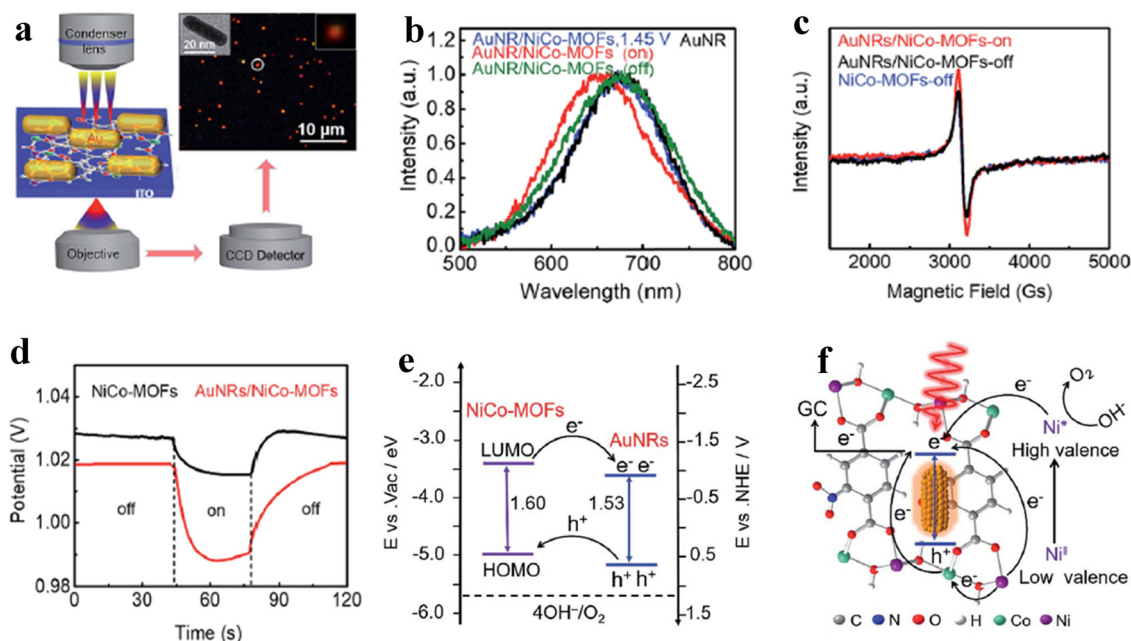 a
Condenser
lens
Au
ITO
Objective
CCD Detector
20 nm
10 μm
b
AuNR/NiCo-MOFs,1.45 V
AuNR/NiCo-MOFs (on)
AuNR/NiCo-MOFs (off)
AuNR
Intensity (a.u.)
1.2
1.0
0.8
0.6
0.4
0.2
0.0
500
600
700
800
Wavelength (nm)
c
AuNRs/NiCo-MOFs-on
AuNRs/NiCo-MOFs-off
NiCo-MOFs-off
Intensity (a.u.)
2000
3000
4000
5000
Magnetic Field (Gs)
d
NiCo-MOFs
AuNRs/NiCo-MOFs
Potential (V)
1.04
1.02
1.00
0.98
off
on
off
0
30
60
90
120
Time (s)
e
E vs .Vac / eV
-2.0
-3.0
-4.0
-5.0
-6.0
NiCo-MOFs
LUMO
HOMO
1.60
e-
AuNRs
e- e-
1.53
h+
h+ h+
4OH-/O2
-2.5
-1.5
-0.5
0.5
1.5
E vs .NHE / V
f
GC
e-
e-
e-
O2
OH-
Ni*
High valence
e-
e-
h+
e-
NiII
Low valence
C N O H Co Ni